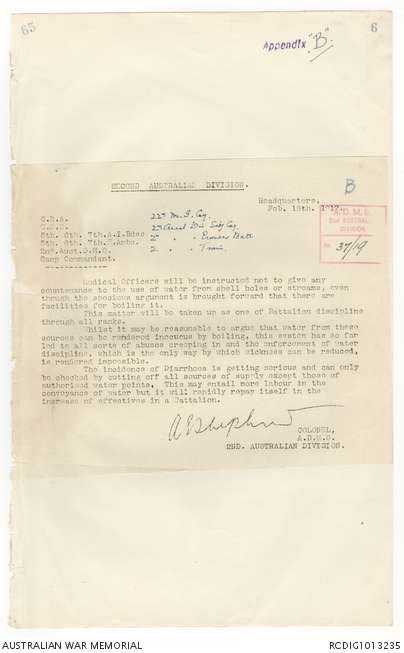 65
6
Appendix "B"
SECOND AUSTRALIAN DIVISION.
Headquarters,
Feb. 18th. 1917.
B
A.D.M.S.
2ND AUSTRAL.
DIVISION
No. 37/19
C.R.A.
5th. 6th. 7th. A.I.Bdes
5th. 6th. 7th. F. Ambs.
2nd. Aust. D.H.Q.
Camp Commandant.
22nd M. G. Coy.
2nd Div Coy
2 " Pioneer Batt
2 " Train
Medical Officers will be instructed not to give any
countenance to the use of water from shell holes or streams, even
though the specious argument is brought forward that there are
facilities for boiling it.
This matter will be taken up as one of Battalion discipline
through all ranks.
Whilst it may be reasonable to argue that water from these
sources can be rendered innocuous by boiling, this system has so far
led to all sorts of abuses creeping in and the enforcement of water
discipline, which is the only way by which sickness can be reduced,
is rendered impossible.
The incidence of Diarrhoea is getting serious and can only
be checked by cutting off all sources of supply except those of
authorised water points. This may entail more labour in the
conveyance of water but it will rapidly repay itself in the
increase of effectives in a Battalion.
A E Shepherd
COLONEL,
A.D.M.S.
2ND. AUSTRALIAN DIVISION.
AUSTRALIAN WAR MEMORIAL
RCDIG1013235